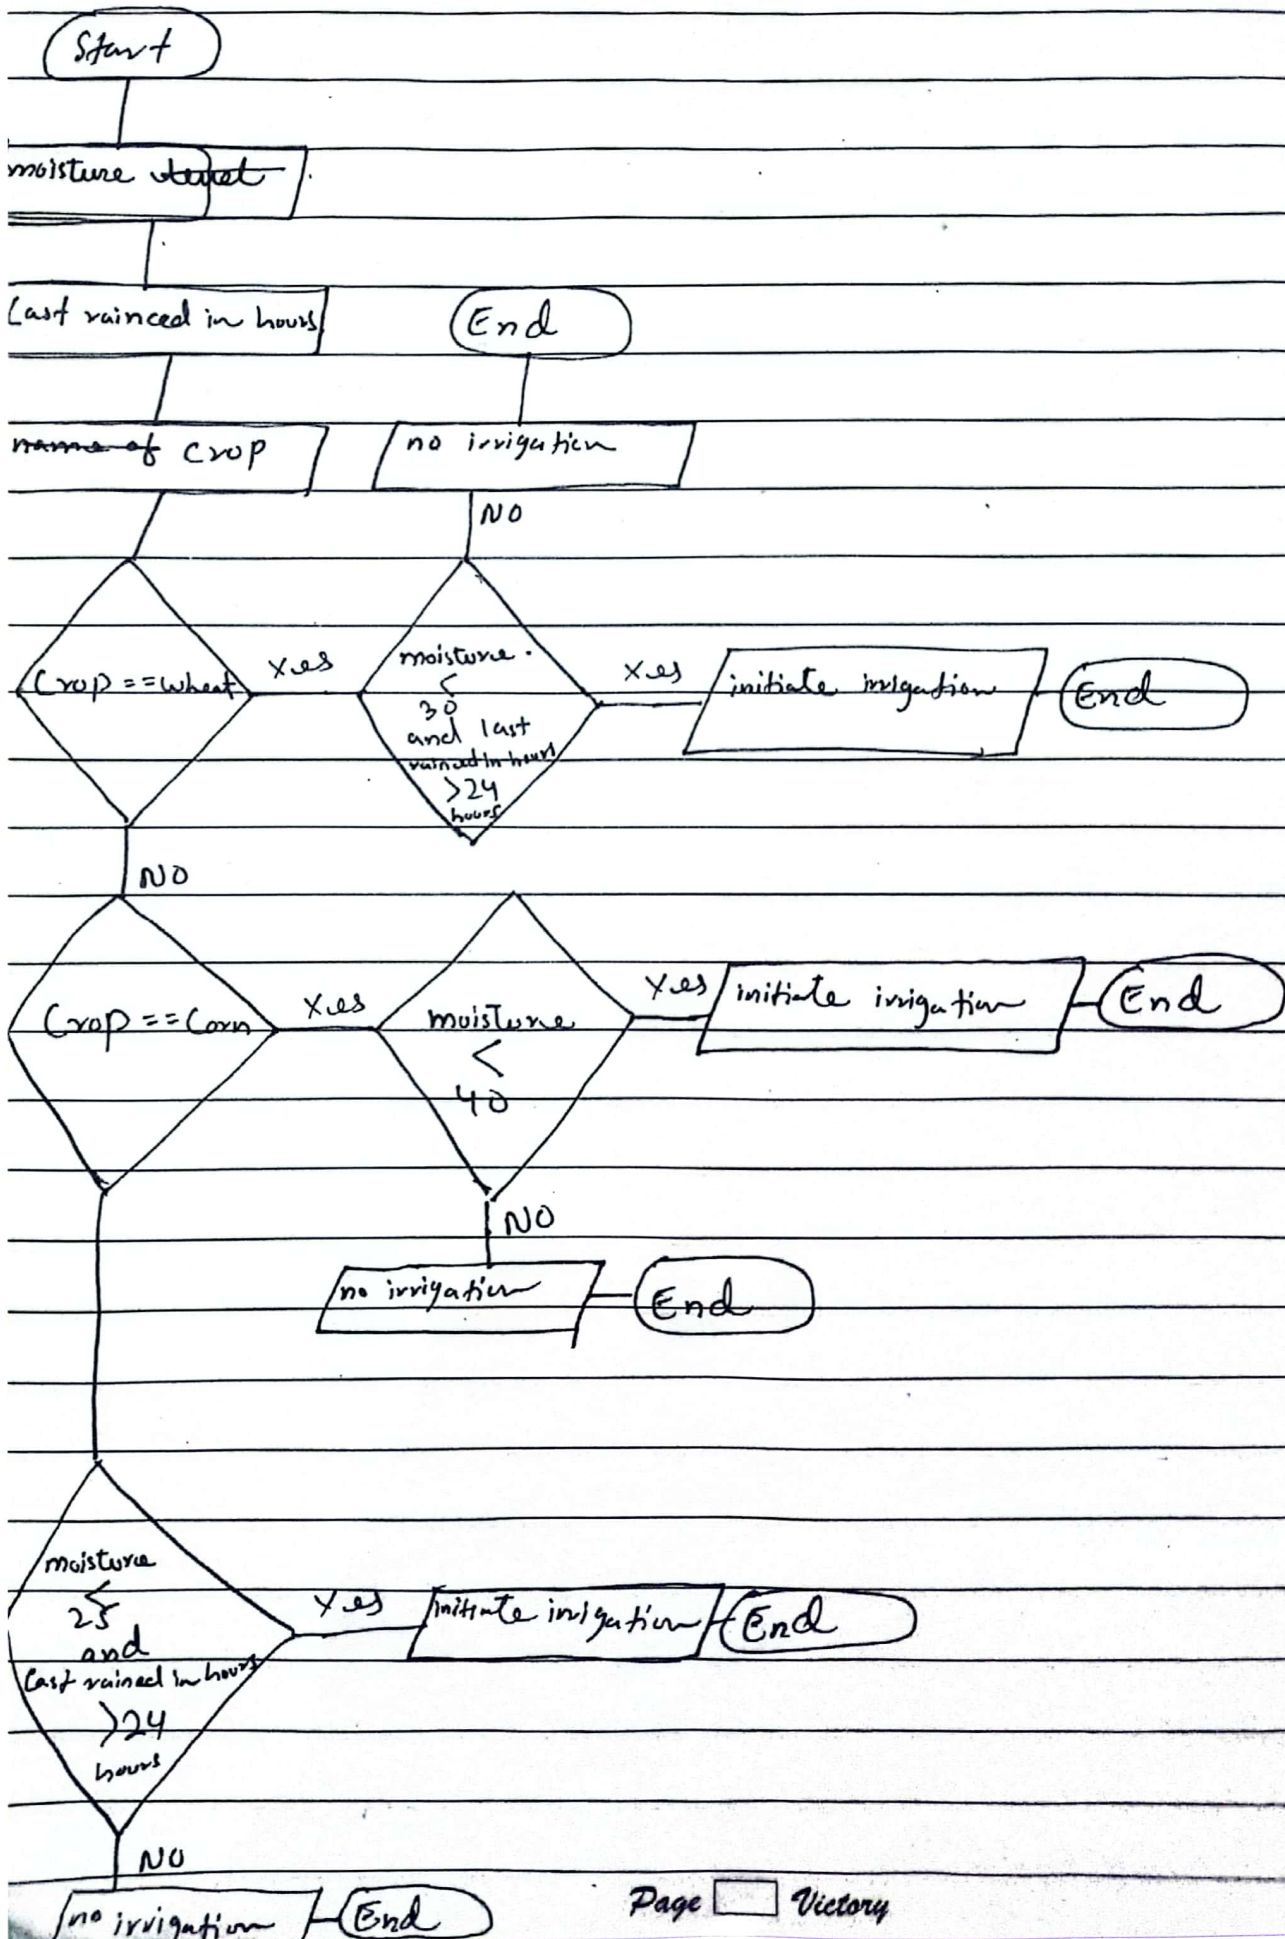 Start
moisture
Last rainced in hours
End
name of crop
no irrigation
NO
Crop == wheat
Yes
moisture
<
30
and last
rained in hours
>24
hours
Yes
initiate irrigation
End
NO
Crop == Corn
Yes
moisture
<
40
Yes
initiate irrigation
End
NO
no irrigation
End
moisture
<
25
and
Last rained in hours
>24
hours
Yes
initiate irrigation
End
NO
no irrigation
End
Page
Victory